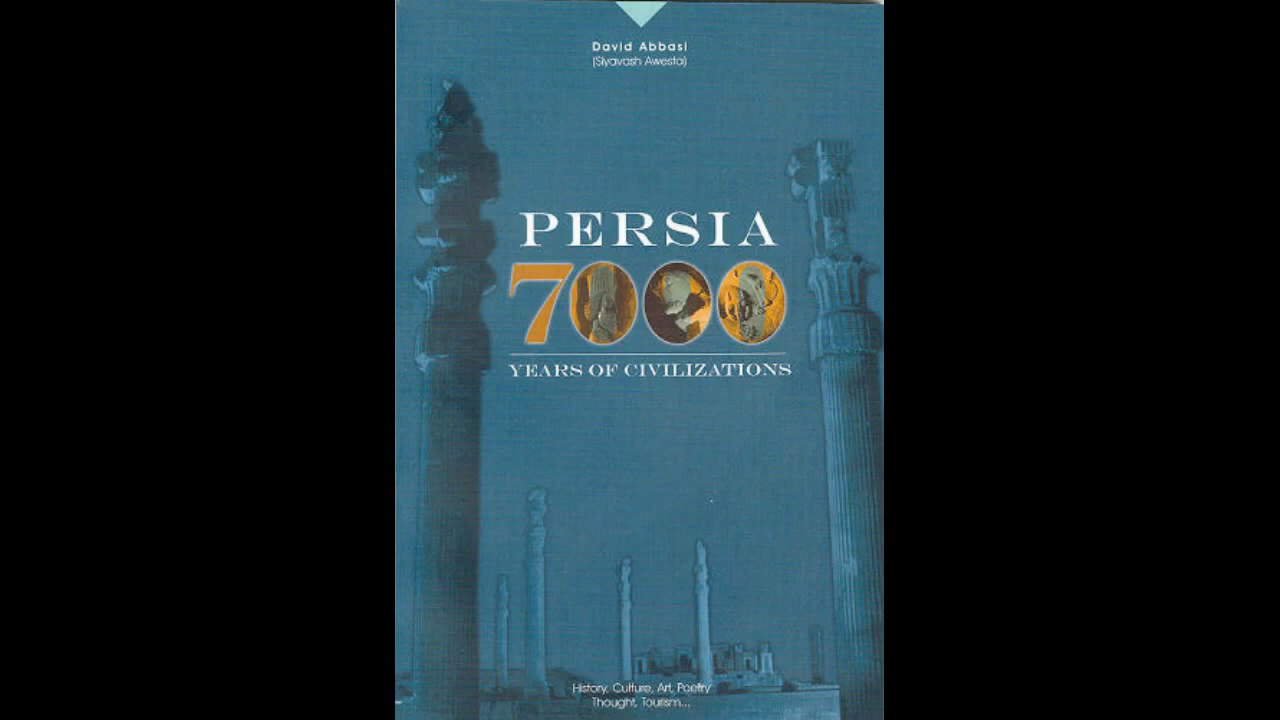 David Abbasi
(Siyavash Awesta)
PERSIA
7000
YEARS OF CIVILIZATIONS
History, Culture, Art, Poetry
Thought, Tourism...